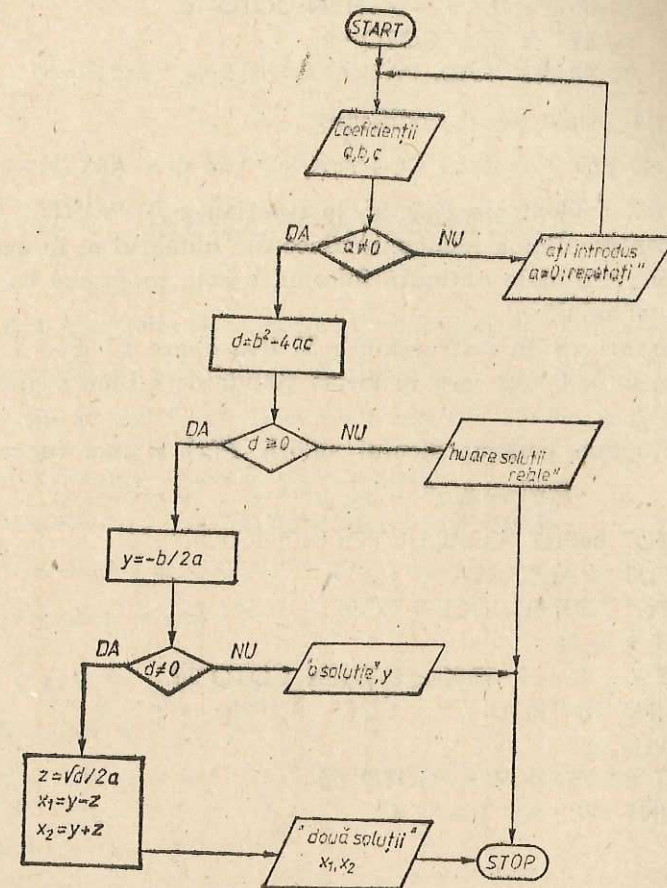 START
Coeficienții
a,b,c
DA
a≠0
NU
"ați introdus
a=0; repetați"
d=b²-4ac
DA
d≥0
NU
"nu are soluții
reale"
y=-b/2a
DA
d≠0
NU
"o soluție", y
z=√d/2a
x₁=y-z
x₂=y+z
"două soluții"
x₁,x₂
STOP